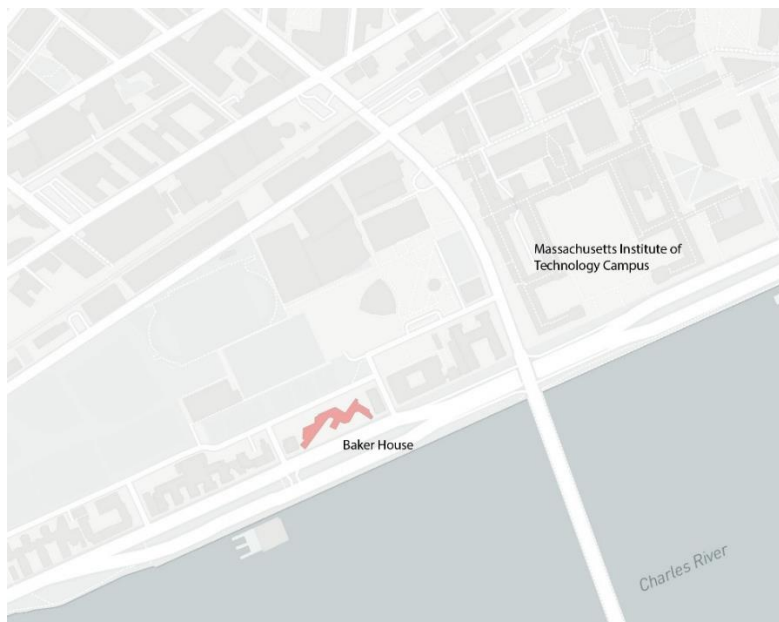 Massachusetts Institute of
Technology Campus
Baker House
Charles River